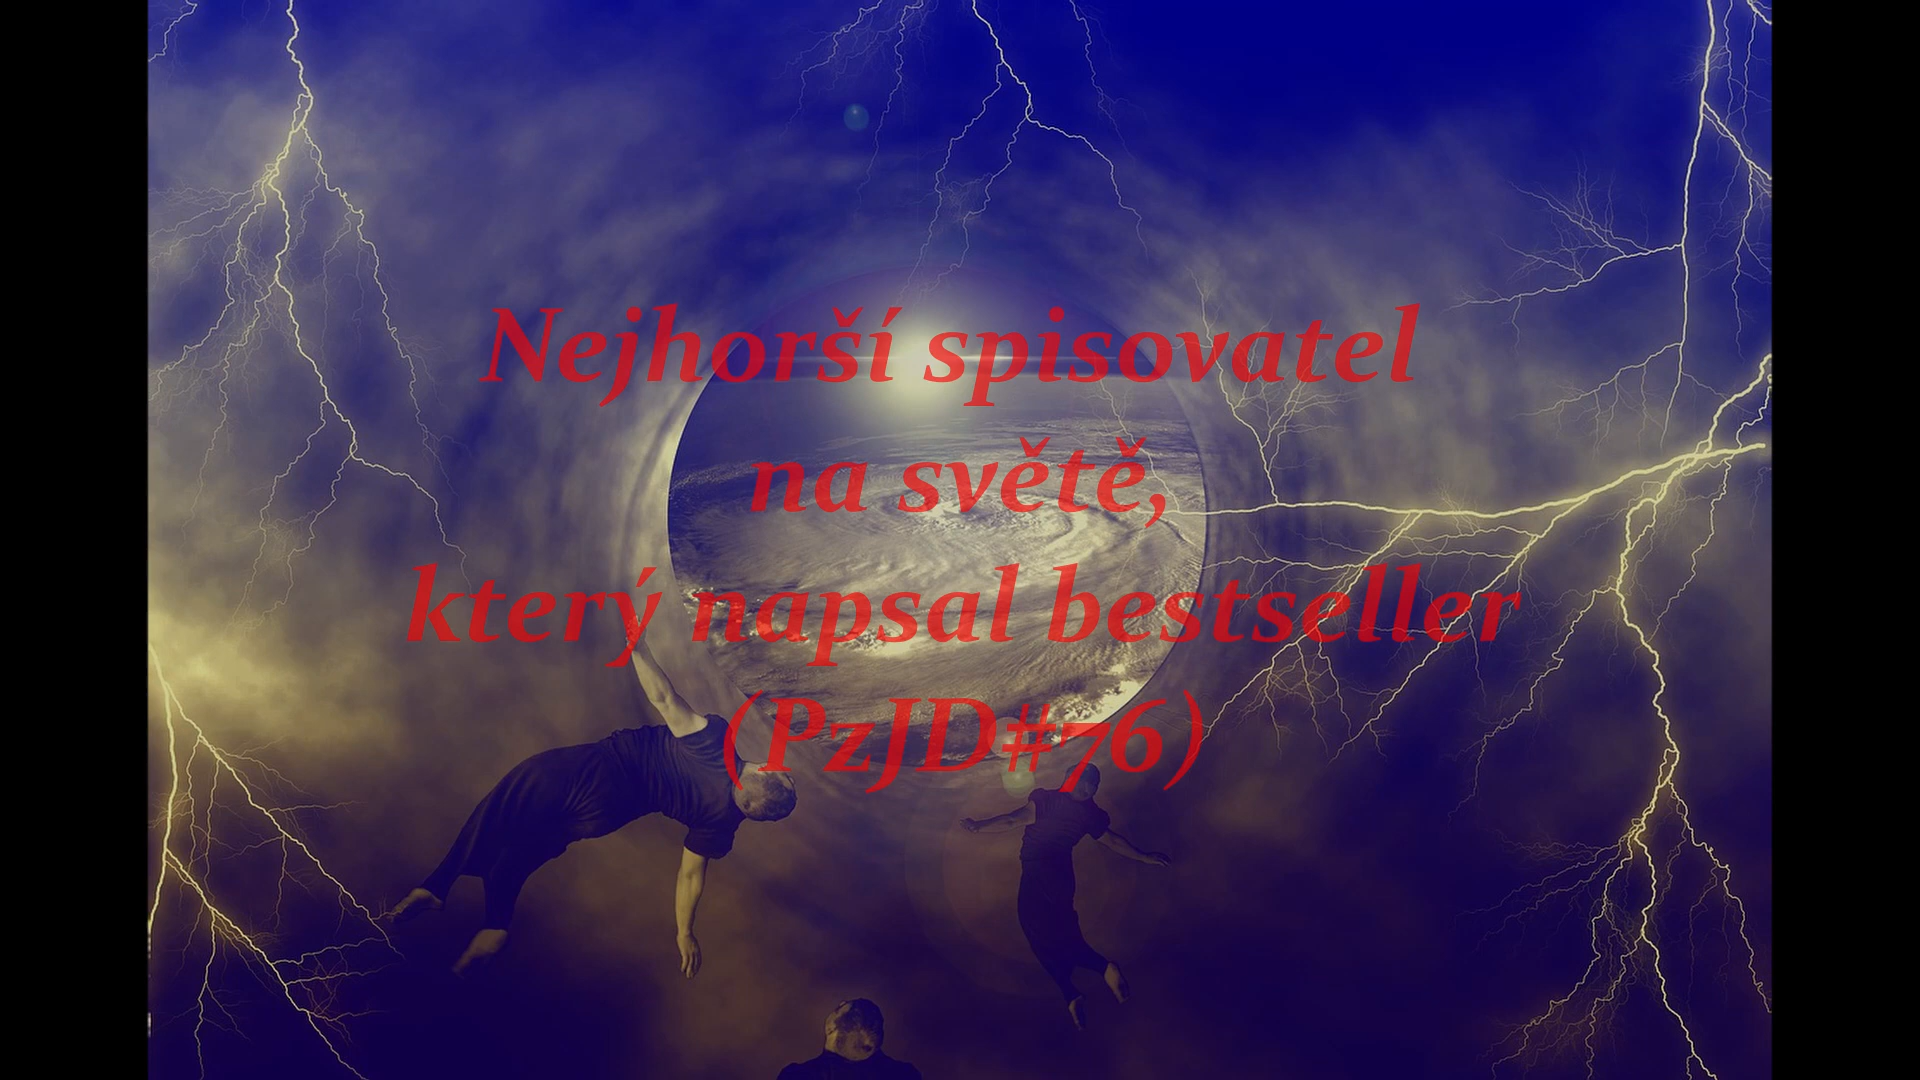 Nejhorší spisovatel
na světě,
který napsal bestseller
(PzJD#76)